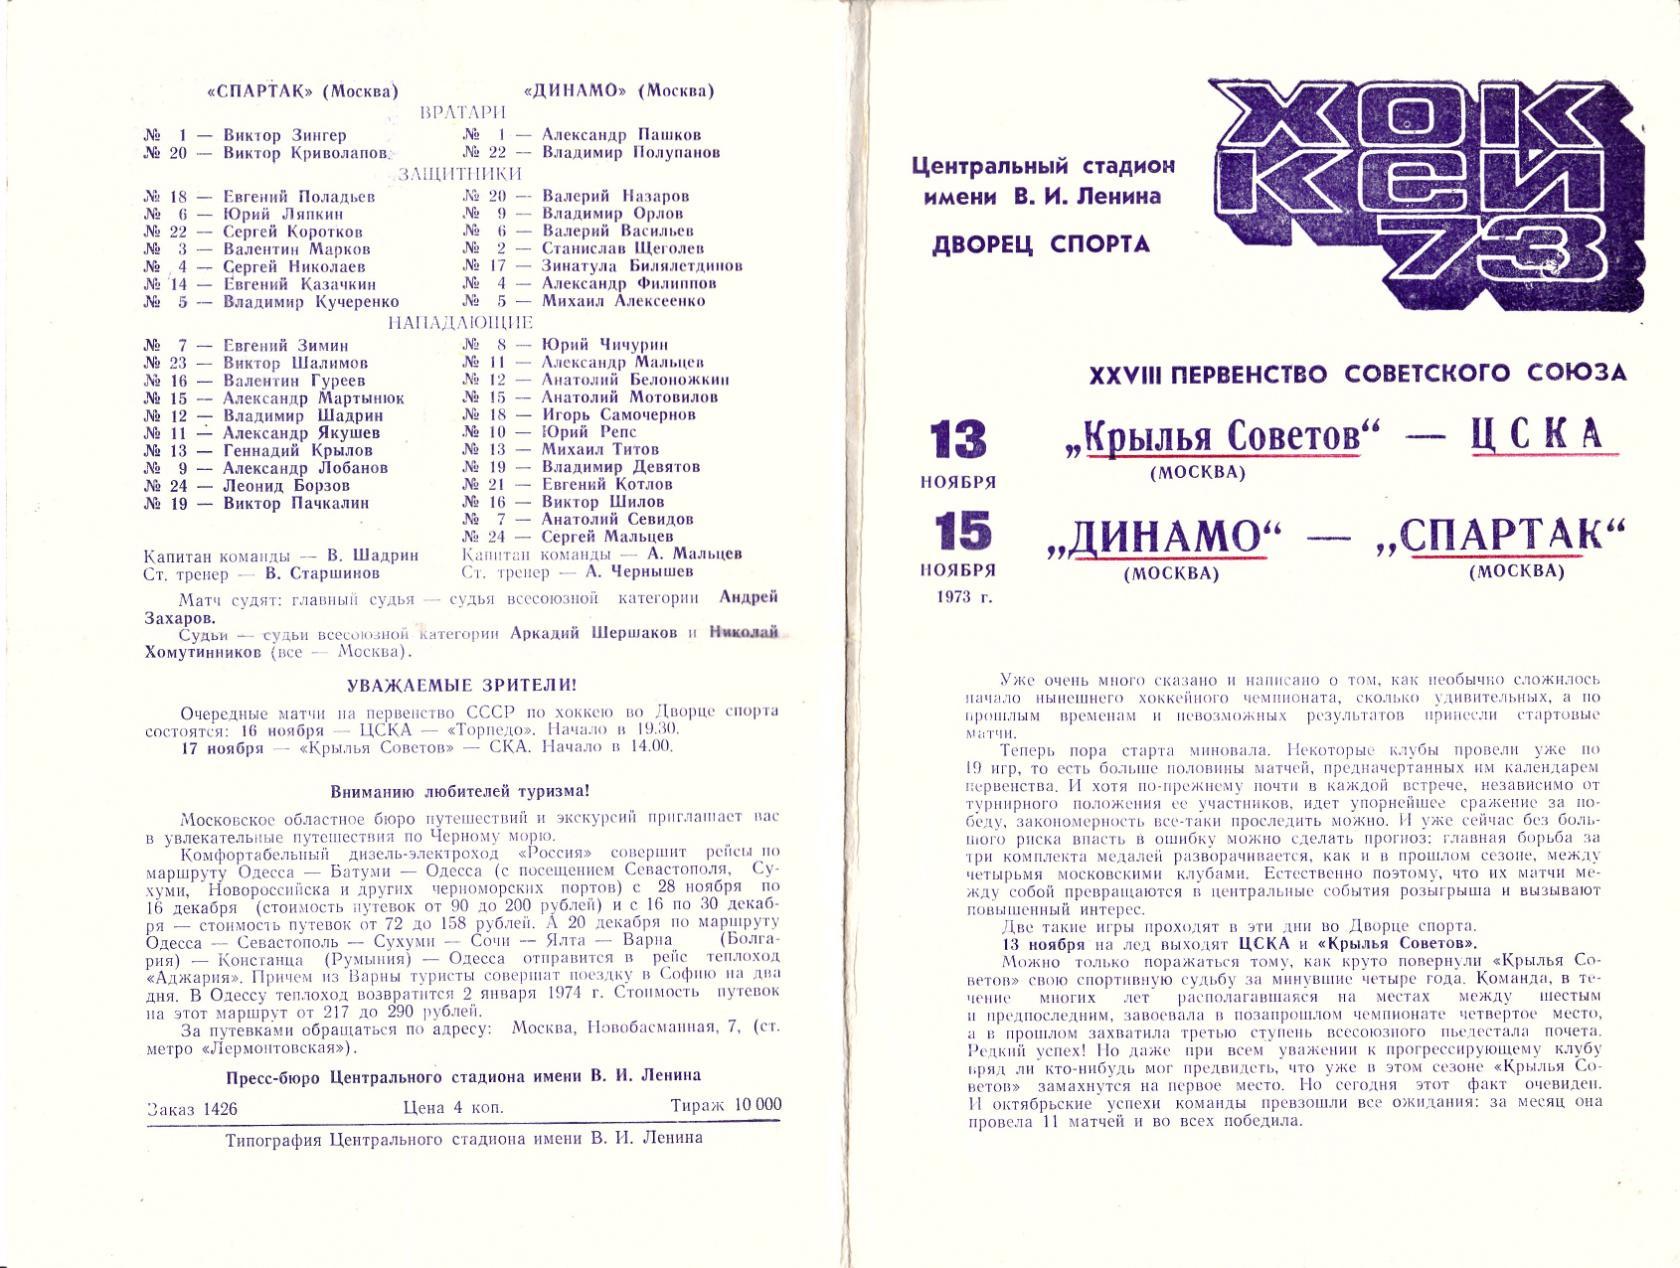 «СПАРТАК» (Москва) «ДИНАМО» (Москва)
ВРАТАРИ
№ 1 — Виктор Зингер № 1 — Александр Пашков
№ 20 — Виктор Криволапов. № 22 — Владимир Полупанов
ЗАЩИТНИКИ
№ 18 — Евгений Поладьев № 20 — Валерий Назаров
№ 6 — Юрий Ляпкин № 9 — Владимир Орлов
№ 22 — Сергей Коротков № 6 — Валерий Васильев
№ 3 — Валентин Марков № 2 — Станислав Щеголев
№ 4 — Сергей Николаев № 17 — Зинатула Билялетдинов
№ 14 — Евгений Казачкин № 4 — Александр Филиппов
№ 5 — Владимир Кучеренко № 5 — Михаил Алексеенко
НАПАДАЮЩИЕ
№ 7 — Евгений Зимин № 8 — Юрий Чичурин
№ 23 — Виктор Шалимов № 11 — Александр Мальцев
№ 16 — Валентин Гуреев № 12 — Анатолий Белоножкин
№ 15 — Александр Мартынюк № 15 — Анатолий Мотовилов
№ 12 — Владимир Шадрин № 18 — Игорь Самочернов
№ 11 — Александр Якушев № 10 — Юрий Репс
№ 13 — Геннадий Крылов № 13 — Михаил Титов
№ 9 — Александр Лобанов № 19 — Владимир Девятов
№ 24 — Леонид Борзов № 21 — Евгений Котлов
№ 19 — Виктор Пачкалин № 16 — Виктор Шилов
№ 7 — Анатолий Севидов
№ 24 — Сергей Мальцев
Капитан команды — В. Шадрин Капитан команды — А. Мальцев
Ст. тренер — В. Старшинов Ст. тренер — А. Чернышев
Матч судят: главный судья — судья всесоюзной категории Андрей
Захаров.
Судьи — судьи всесоюзной категории Аркадий Шершаков и Николай
Хомутинников (все — Москва).
УВАЖАЕМЫЕ ЗРИТЕЛИ!
Очередные матчи на первенство СССР по хоккею во Дворце спорта
состоятся: 16 ноября — ЦСКА — «Торпедо». Начало в 19.30.
17 ноября — «Крылья Советов» — СКА. Начало в 14.00.
Вниманию любителей туризма!
Московское областное бюро путешествий и экскурсий приглашает вас
в увлекательные путешествия по Черному морю.
Комфортабельный дизель-электроход «Россия» совершит рейсы по
маршруту Одесса — Батуми — Одесса (с посещением Севастополя, Су-
хуми, Новороссийска и других черноморских портов) с 28 ноября по
16 декабря (стоимость путевок от 90 до 200 рублей) и с 16 по 30 декаб-
ря — стоимость путевок от 72 до 158 рублей. А 20 декабря по маршруту
Одесса — Севастополь — Сухуми — Сочи — Ялта — Варна (Болга-
рия) — Констанца (Румыния) — Одесса отправится в рейс теплоход
«Аджария». Причем из Варны туристы совершат поездку в Софию на два
дня. В Одессу теплоход возвратится 2 января 1974 г. Стоимость путевок
на этот маршрут от 217 до 290 рублей.
За путевками обращаться по адресу: Москва, Новобасманная, 7, (ст.
метро «Лермонтовская»).
Пресс-бюро Центрального стадиона имени В. И. Ленина
Заказ 1426 Цена 4 коп. Тираж 10 000
Типография Центрального стадиона имени В. И. Ленина
ХОК
КЕЙ
73
Центральный стадион
имени В. И. Ленина
ДВОРЕЦ СПОРТА
XXVIII ПЕРВЕНСТВО СОВЕТСКОГО СОЮЗА
13 „Крылья Советов“ — ЦСКА
НОЯБРЯ (МОСКВА)
15 „ДИНАМО“ — „СПАРТАК“
НОЯБРЯ (МОСКВА) (МОСКВА)
1973 г.
Уже очень много сказано и написано о том, как необычно сложилось
начало нынешнего хоккейного чемпионата, сколько удивительных, а по
прошлым временам и невозможных результатов принесли стартовые
матчи.
Теперь пора старта миновала. Некоторые клубы провели уже по
19 игр, то есть больше половины матчей, предначертанных им календарем
первенства. И хотя по-прежнему почти в каждой встрече, независимо от
турнирного положения ее участников, идет упорнейшее сражение за по-
беду, закономерность все-таки проследить можно. И уже сейчас без боль-
шого риска впасть в ошибку можно сделать прогноз: главная борьба за
три комплекта медалей разворачивается, как и в прошлом сезоне, между
четырьмя московскими клубами. Естественно поэтому, что их матчи ме-
жду собой превращаются в центральные события розыгрыша и вызывают
повышенный интерес.
Две такие игры проходят в эти дни во Дворце спорта.
13 ноября на лед выходят ЦСКА и «Крылья Советов».
Можно только поражаться тому, как круто повернули «Крылья Со-
ветов» свою спортивную судьбу за минувшие четыре года. Команда, в те-
чение многих лет располагавшаяся на местах между шестым
и предпоследним, завоевала в позапрошлом чемпионате четвертое место,
а в прошлом захватила третью ступень всесоюзного пьедестала почета.
Редкий успех! Но даже при всем уважении к прогрессирующему клубу
вряд ли кто-нибудь мог предвидеть, что уже в этом сезоне «Крылья Со-
ветов» замахнутся на первое место. Но сегодня этот факт очевиден.
И октябрьские успехи команды превзошли все ожидания: за месяц она
провела 11 матчей и во всех победила.